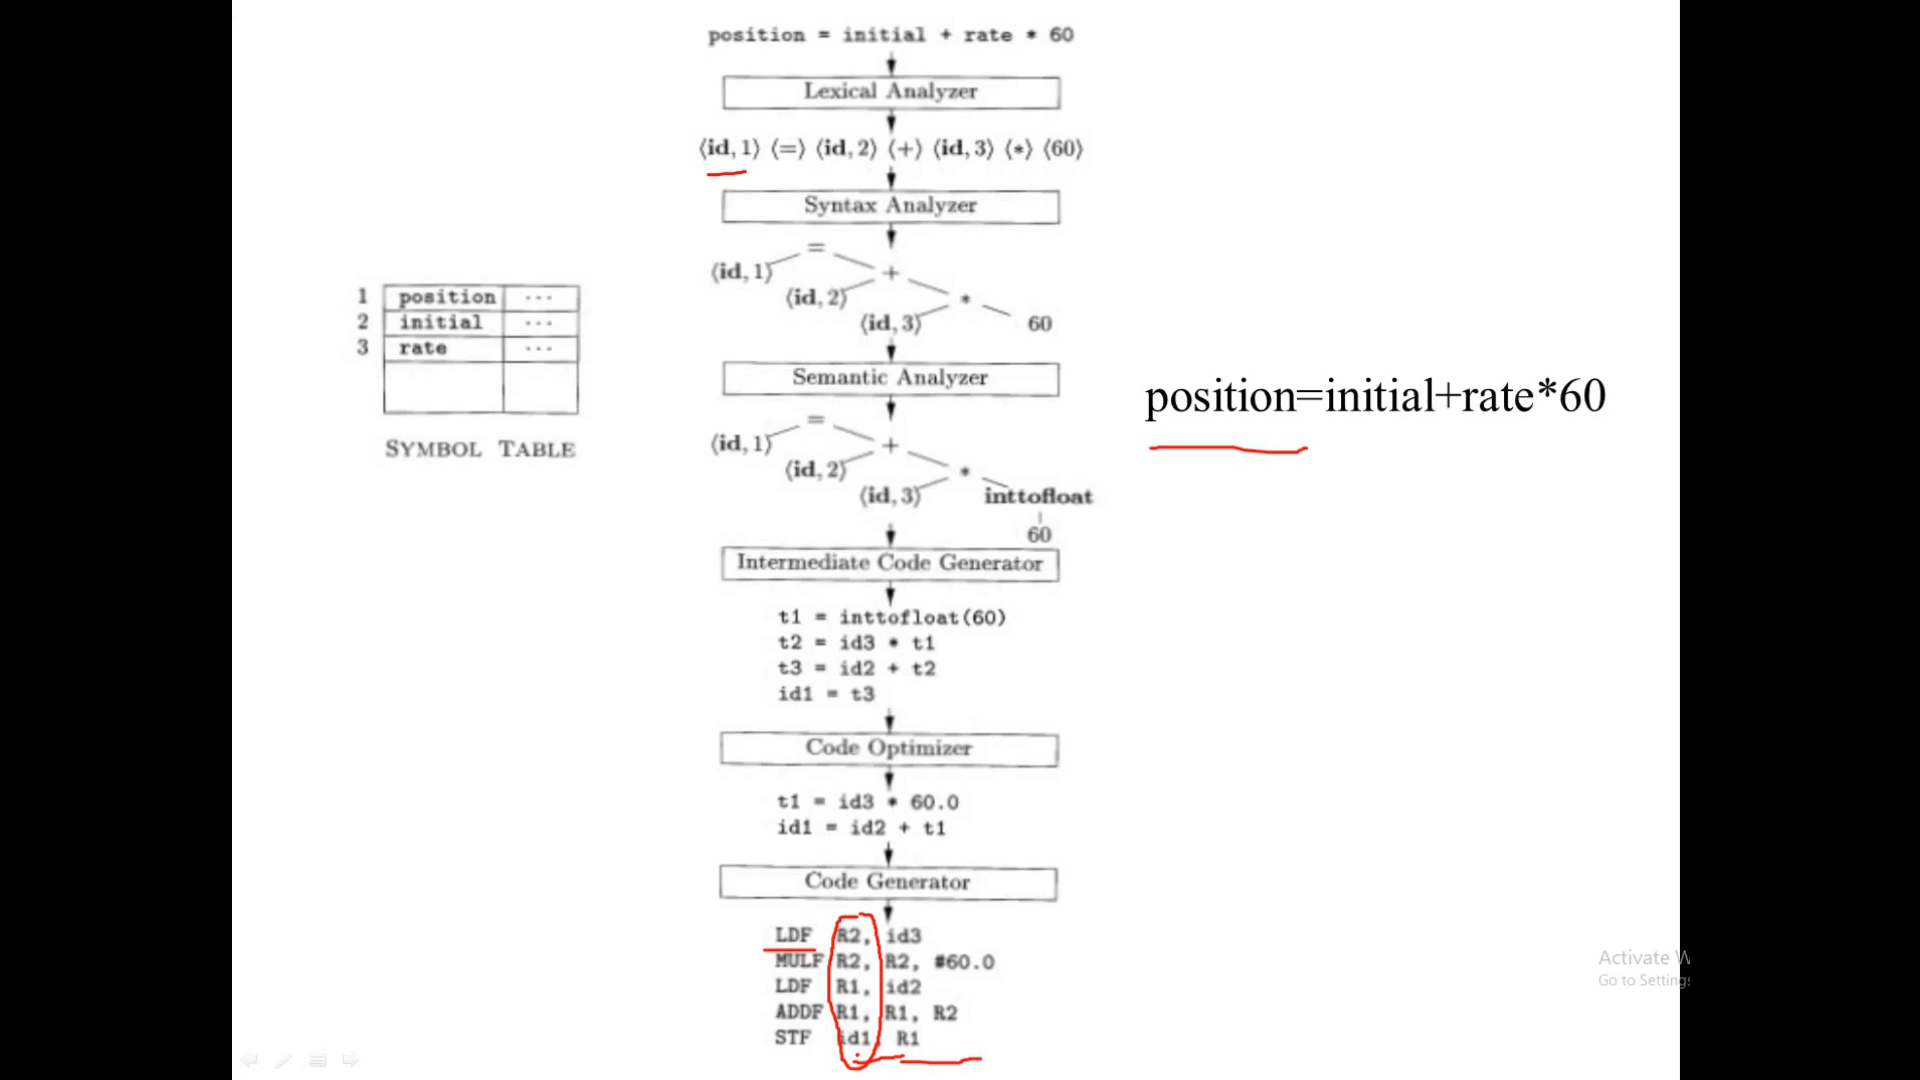 position = initial + rate * 60
Lexical Analyzer
⟨id, 1⟩ ⟨=⟩ ⟨id, 2⟩ ⟨+⟩ ⟨id, 3⟩ ⟨*⟩ ⟨60⟩
Syntax Analyzer
=
⟨id, 1⟩
+
⟨id, 2⟩
*
⟨id, 3⟩
60
1 position ...
2 initial ...
3 rate ...
SYMBOL TABLE
Semantic Analyzer
=
⟨id, 1⟩
+
⟨id, 2⟩
*
⟨id, 3⟩
inttofloat
60
position=initial+rate*60
Intermediate Code Generator
t1 = inttofloat(60)
t2 = id3 * t1
t3 = id2 + t2
id1 = t3
Code Optimizer
t1 = id3 * 60.0
id1 = id2 + t1
Code Generator
LDF R2, id3
MULF R2, R2, #60.0
LDF R1, id2
ADDF R1, R1, R2
STF id1, R1
Activate W
Go to Settings